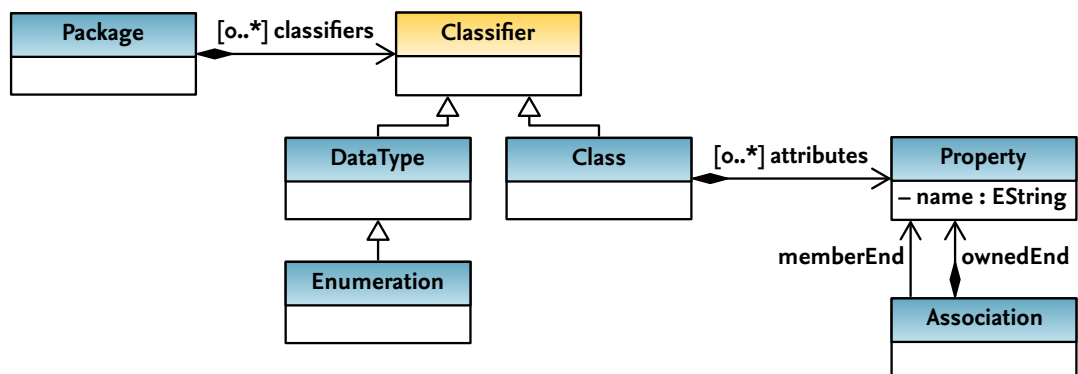 Package
[0..*] classifiers
Classifier
DataType
Class
[0..*] attributes
Property
– name : EString
memberEnd
ownedEnd
Enumeration
Association